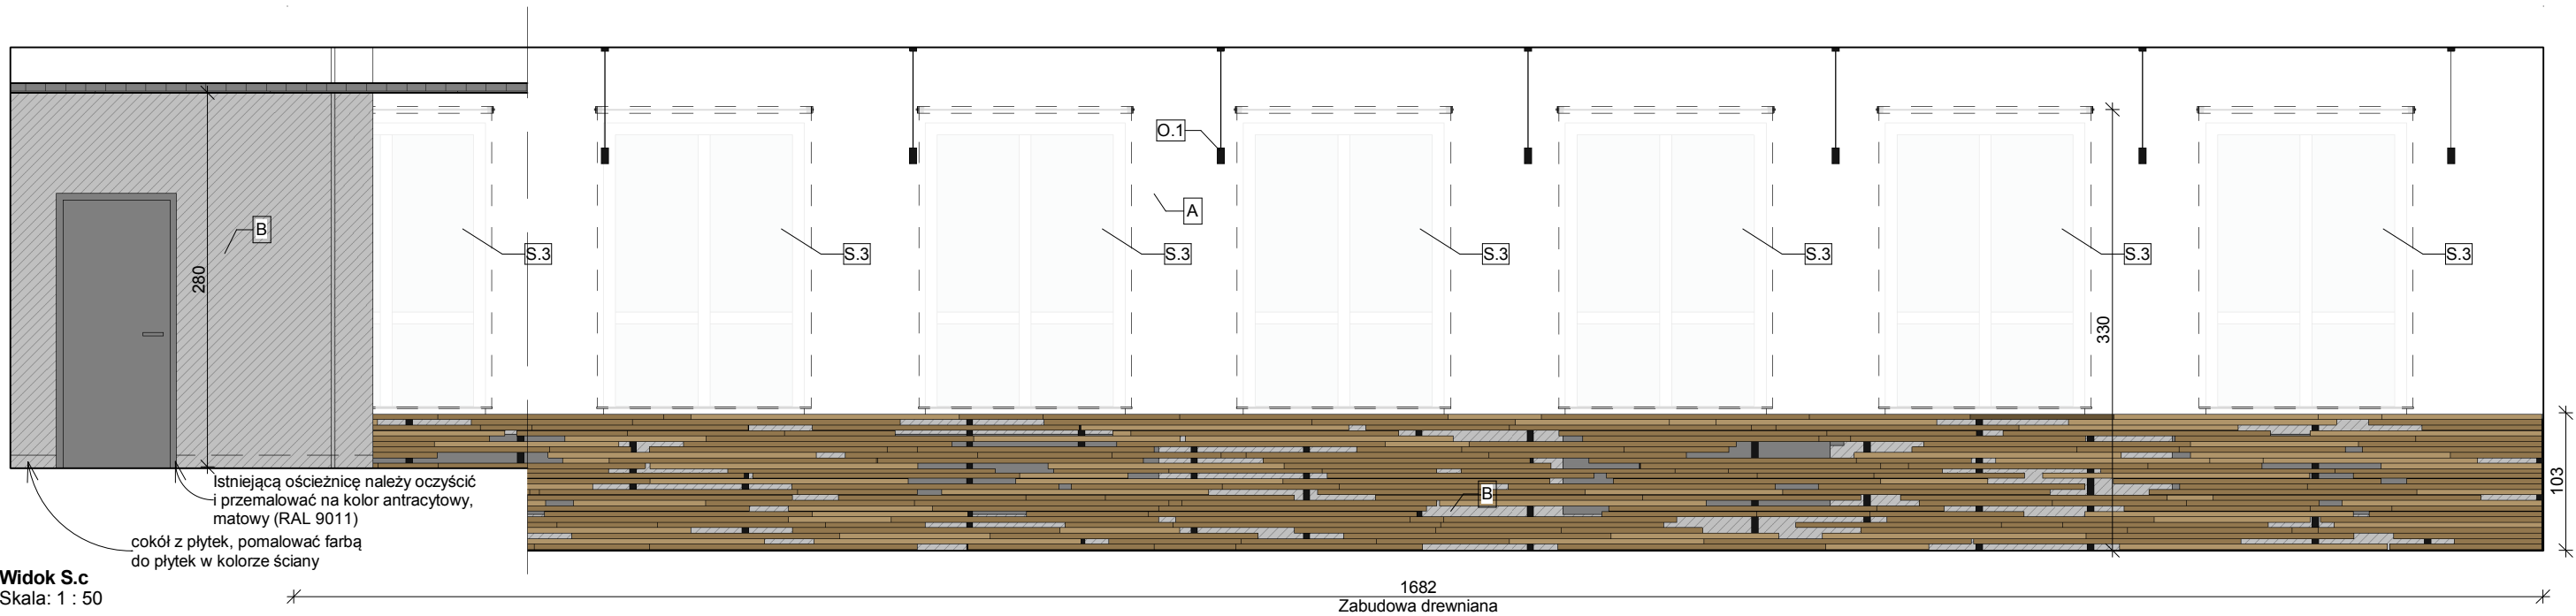 O.1
A
B
S.3
S.3
S.3
S.3
S.3
S.3
S.3
280
330
103
B
Istniejącą ościeżnicę należy oczyścić
i przemalować na kolor antracytowy,
matowy (RAL 9011)
cokół z płytek, pomalować farbą
do płytek w kolorze ściany
Widok S.c
Skala: 1 : 50
1682
Zabudowa drewniana